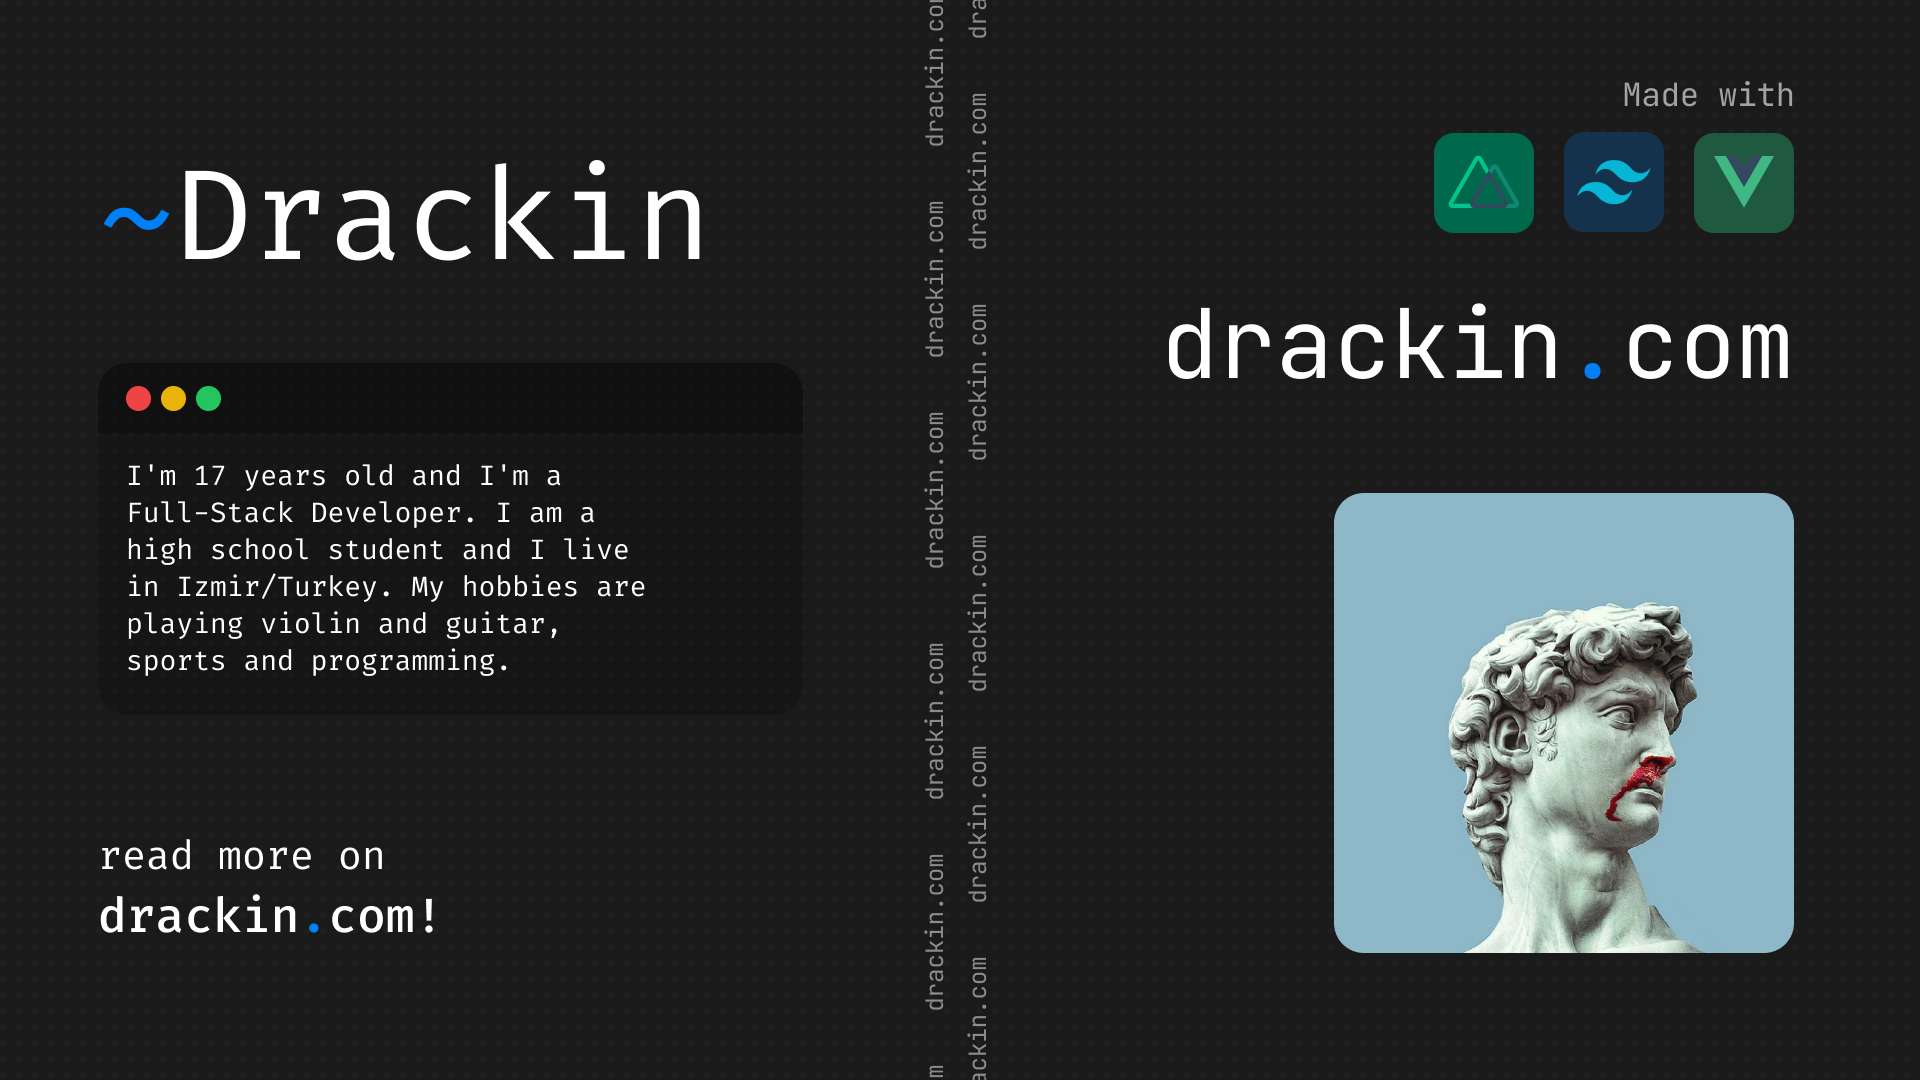 ~Drackin
I'm 17 years old and I'm a
Full-Stack Developer. I am a
high school student and I live
in Izmir/Turkey. My hobbies are
playing violin and guitar,
sports and programming.
read more on
drackin.com!
drackin.com
drackin.com
drackin.com
drackin.com
drackin.com
drackin.com
drackin.com
drackin.com
drackin.com
drackin.com
Made with
drackin.com